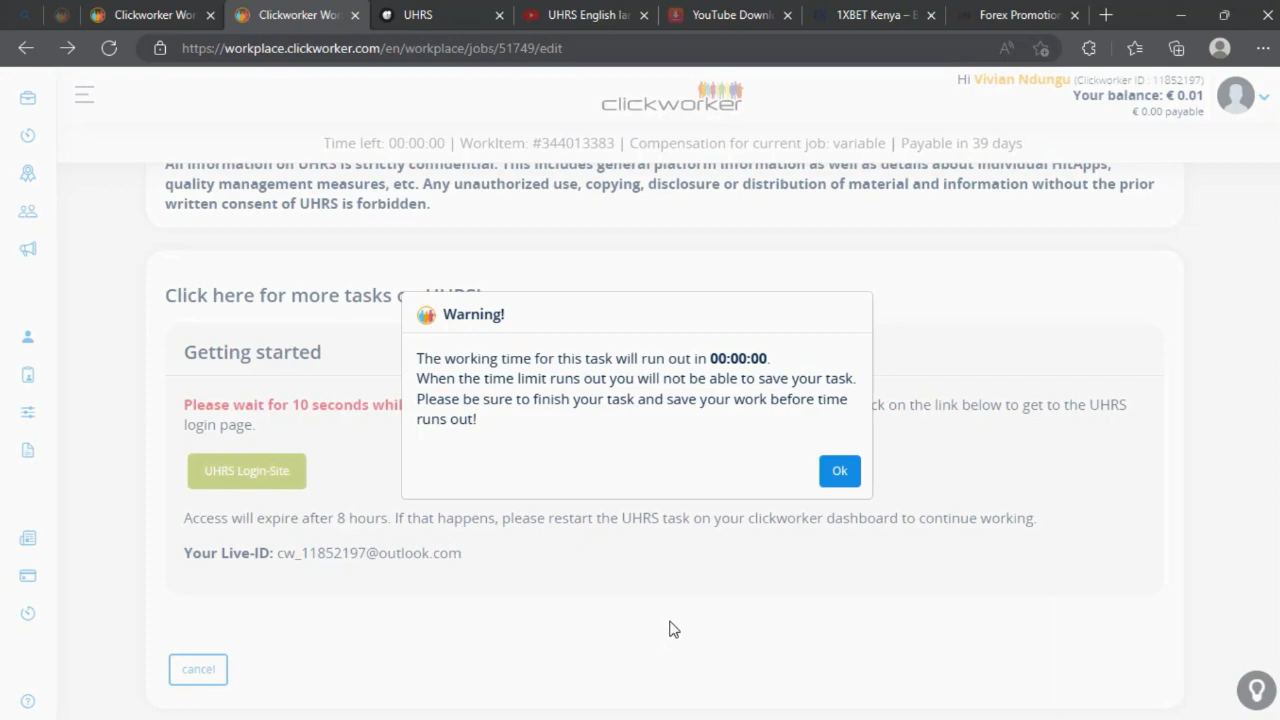 Clickworker Wor
Clickworker Wor
UHRS
UHRS English la
YouTube Downl
1XBET Kenya – B
Forex Promotion
https://workplace.clickworker.com/en/workplace/jobs/51749/edit
Hi Vivian Ndungu (Clickworker ID : 11852197)
clickworker
Your balance: € 0.01
€ 0.00 payable
Time left: 00:00:00 | WorkItem: #344013383 | Compensation for current job: variable | Payable in 39 days
All information on UHRS is strictly confidential. This includes general platform information as well as details about individual HitApps,
quality management measures, etc. Any unauthorized use, copying, disclosure or distribution of material and information without the prior
written consent of UHRS is forbidden.
Click here for more tasks on UHRS!
Warning!
The working time for this task will run out in 00:00:00.
When the time limit runs out you will not be able to save your task.
Please be sure to finish your task and save your work before time
runs out!
Ok
Getting started
Please wait for 10 seconds whil
ck on the link below to get to the UHRS
login page.
UHRS Login-Site
Access will expire after 8 hours. If that happens, please restart the UHRS task on your clickworker dashboard to continue working.
Your Live-ID: cw_11852197@outlook.com
cancel